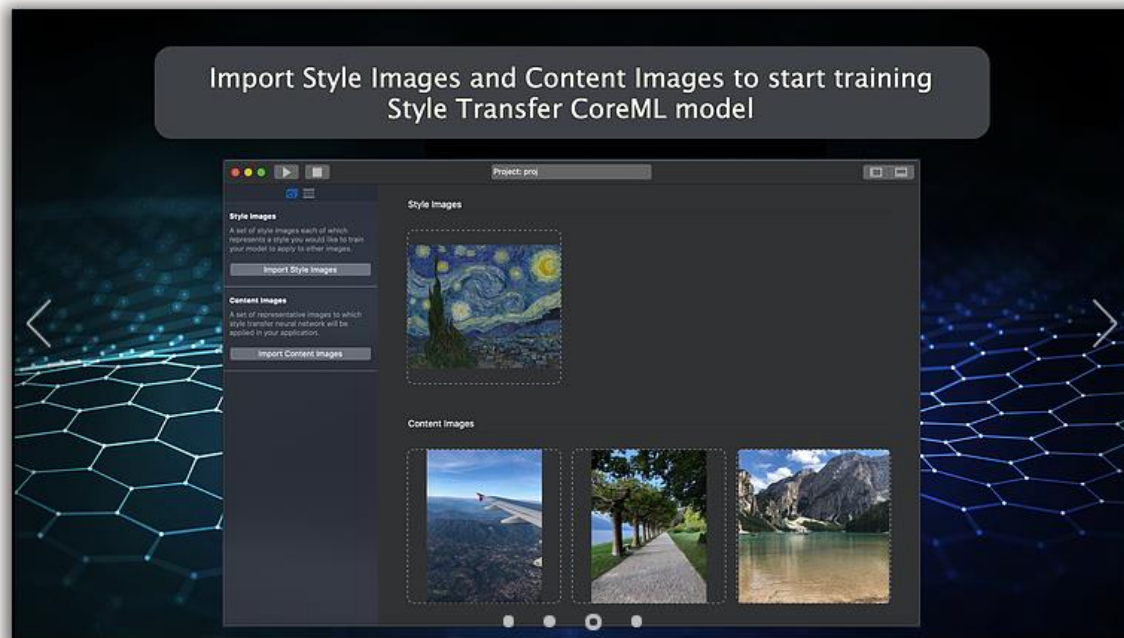 Import Style Images and Content Images to start training
Style Transfer CoreML model
Project: proj
Style Images
A set of style images each of which
represents a style you would like to train
your model to apply to other images.
Import Style Images
Content Images
A set of representative images to which
style transfer neural network will be
applied in your application.
Import Content Images
Style Images
Content Images